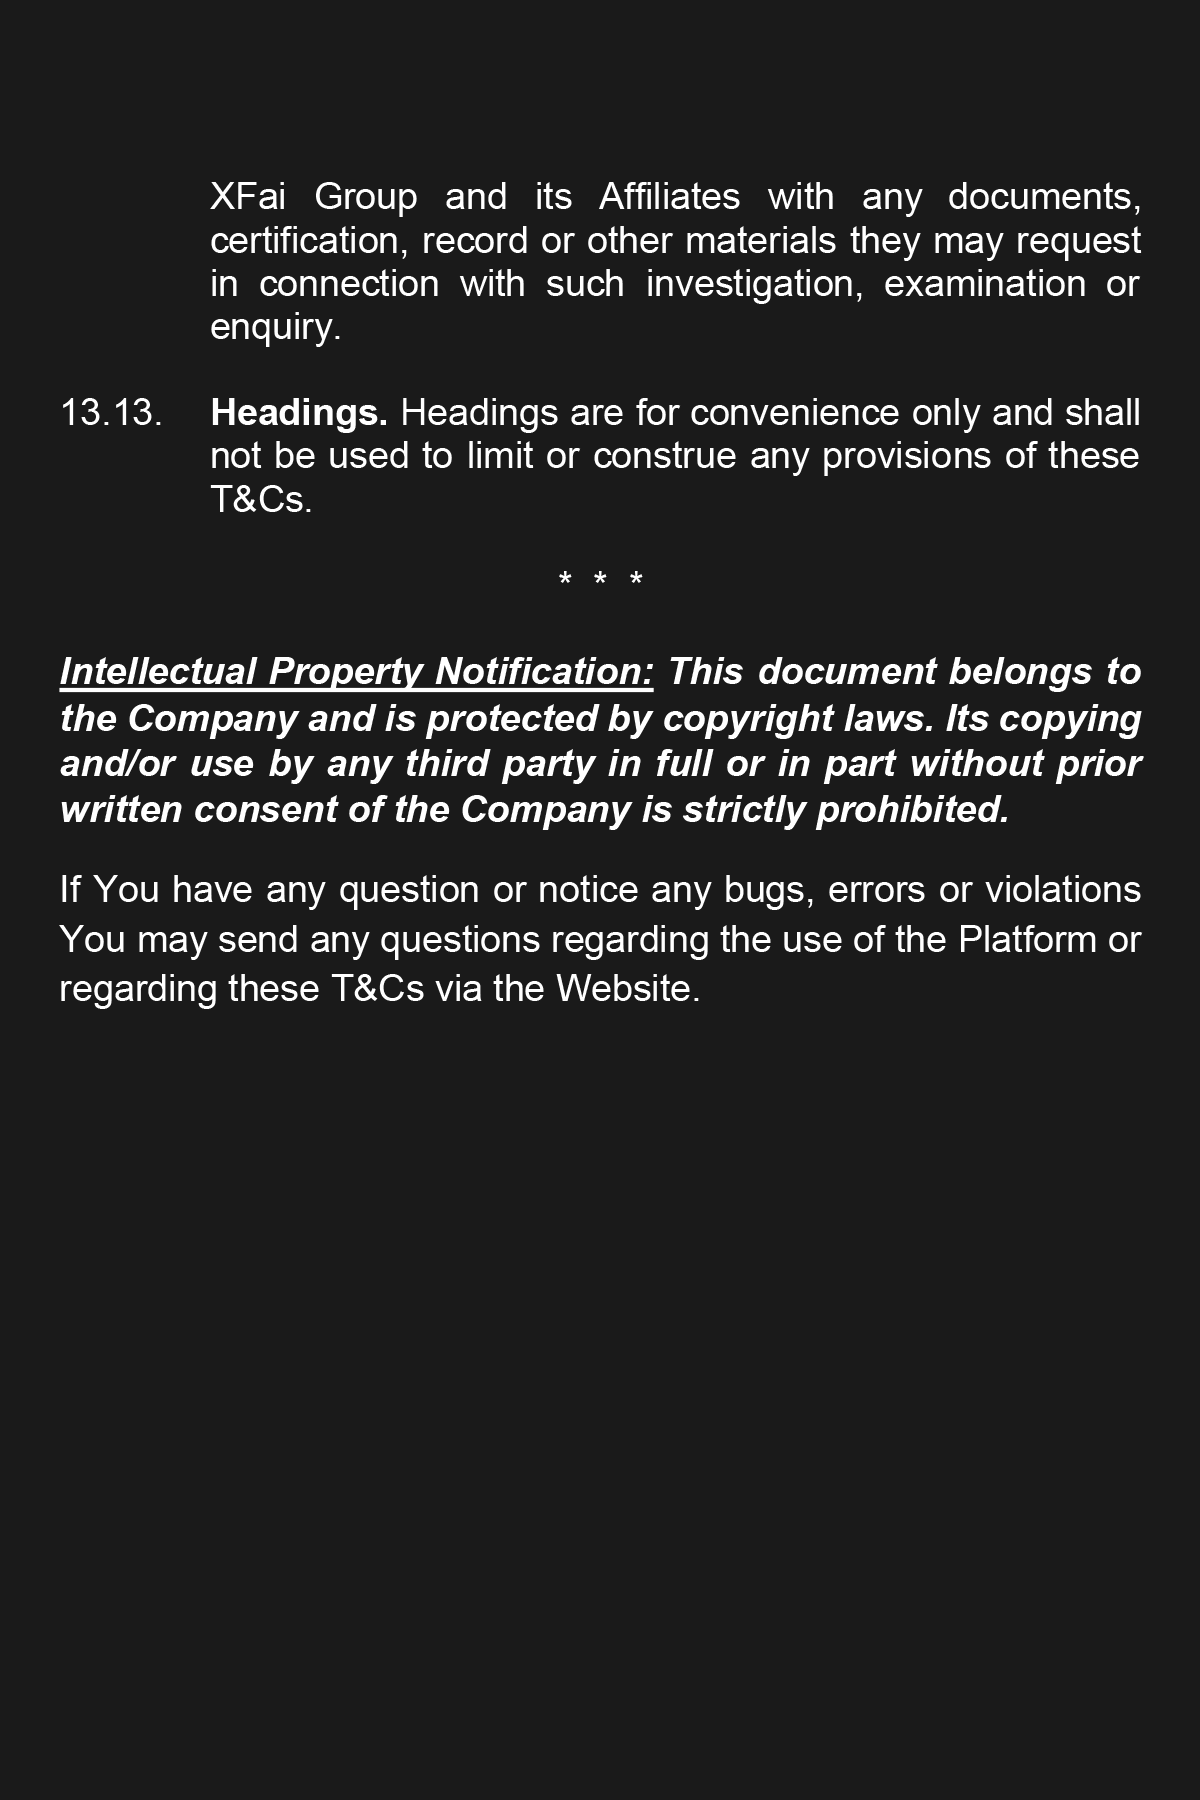 XFai Group and its Affiliates with any documents,
certification, record or other materials they may request
in connection with such investigation, examination or
enquiry.
13.13. Headings. Headings are for convenience only and shall
not be used to limit or construe any provisions of these
T&Cs.
* * *
Intellectual Property Notification: This document belongs to
the Company and is protected by copyright laws. Its copying
and/or use by any third party in full or in part without prior
written consent of the Company is strictly prohibited.
If You have any question or notice any bugs, errors or violations
You may send any questions regarding the use of the Platform or
regarding these T&Cs via the Website.